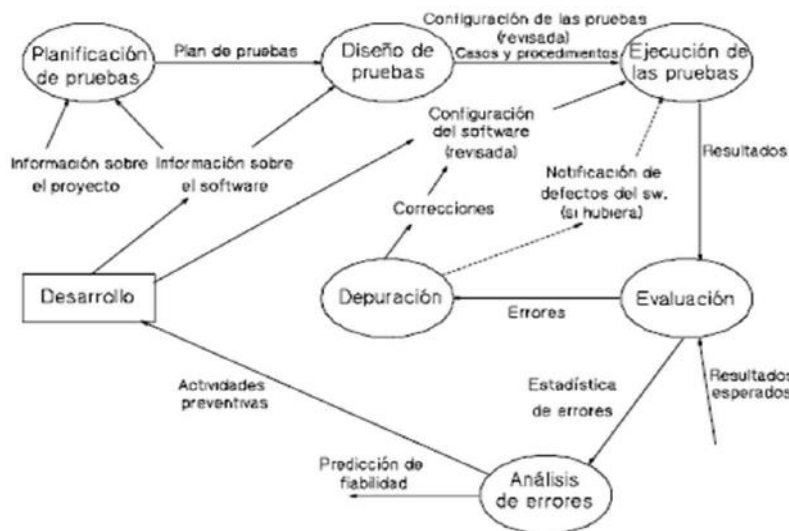 Planificación
de pruebas
Plan de pruebas
Diseño de
pruebas
Configuración de las pruebas
(revisada)
Casos y procedimientos
Ejecución de
las pruebas
Información sobre
el proyecto
Información sobre
el software
Configuración
del software
(revisada)
Notificación de
defectos del sw.
(si hubiera)
Resultados
Correcciones
Desarrollo
Depuración
Errores
Evaluación
Actividades
preventivas
Estadística
de errores
Resultados
esperados
Predicción de
fiabilidad
Análisis
de errores